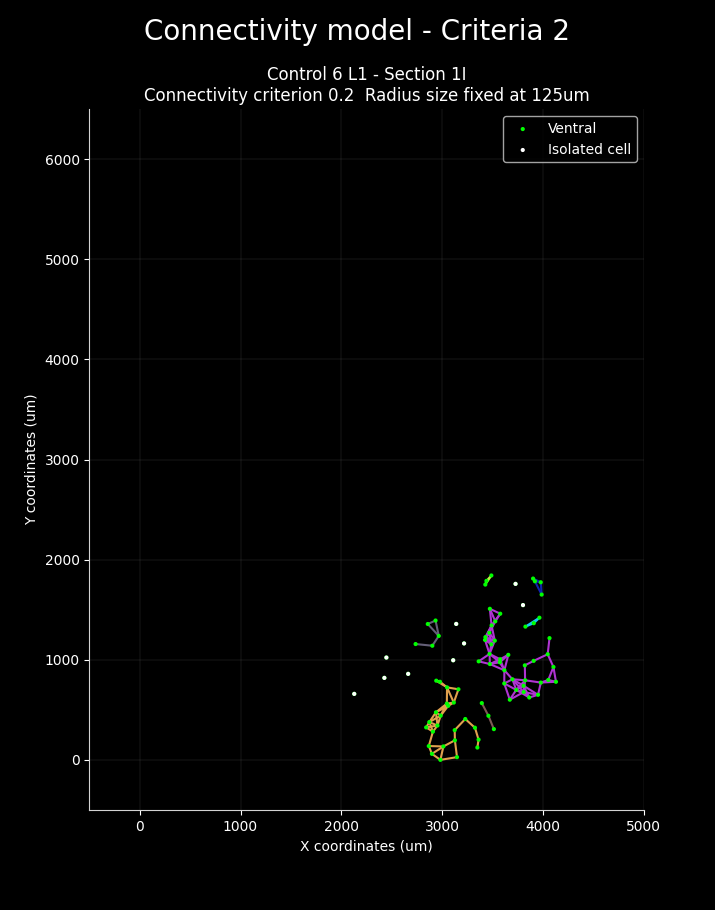 Connectivity model - Criteria 2
Control 6 L1 - Section 1I
Connectivity criterion 0.2  Radius size fixed at 125um
Ventral
Isolated cell
6000
5000
4000
3000
2000
1000
0
Y coordinates (um)
0 1000 2000 3000 4000 5000
X coordinates (um)